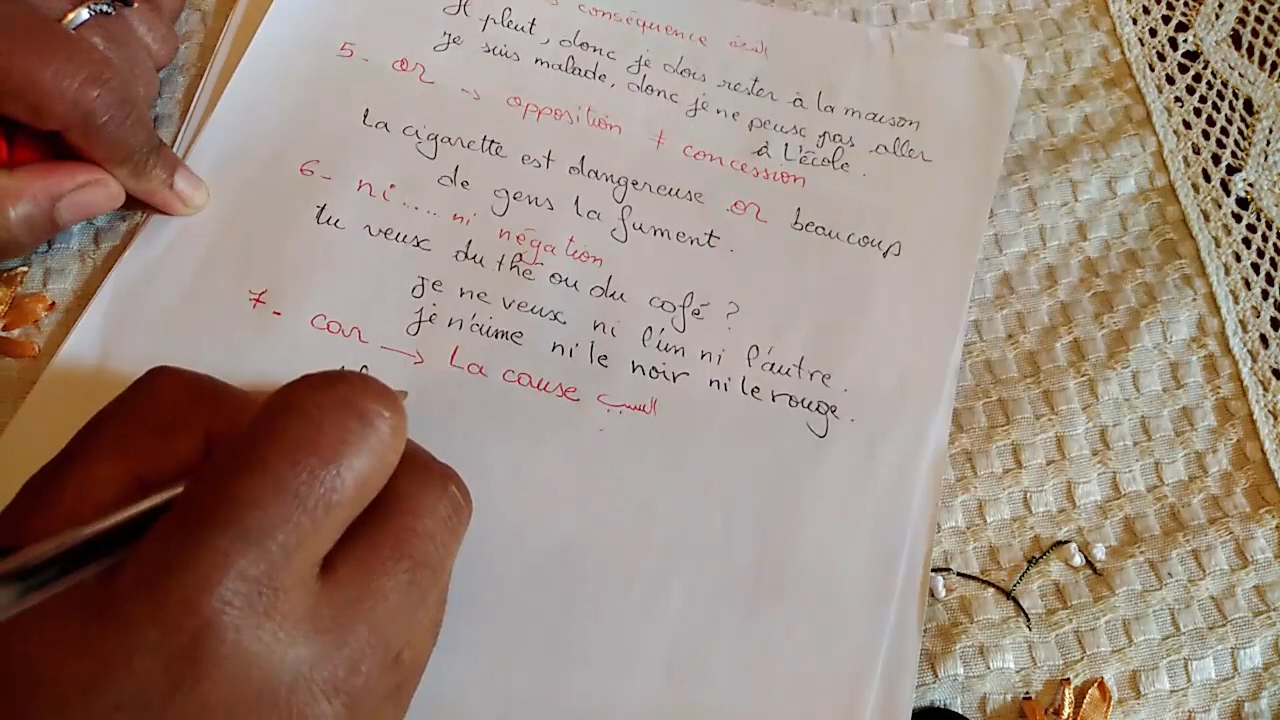 conséquence
Il pleut, donc je dois rester à la maison
Je suis malade, donc je ne peux pas aller
à l'école.
5- or → opposition ≠ concession
La cigarette est dangereuse or beaucoup
de gens la fument.
6- ni.... ni négation
tu veux du thé ou du café ?
Je ne veux ni l'un ni l'autre.
Je n'aime ni le noir ni le rouge.
7- car → La cause السبب